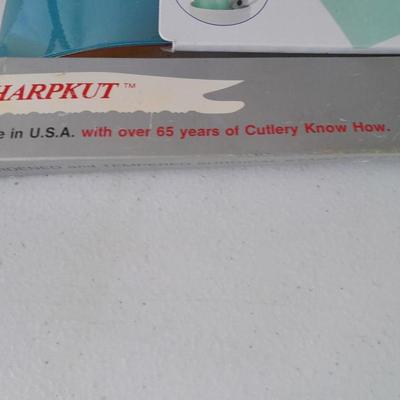 HARPKUT™
e in U.S.A. with over 65 years of Cutlery Know How.